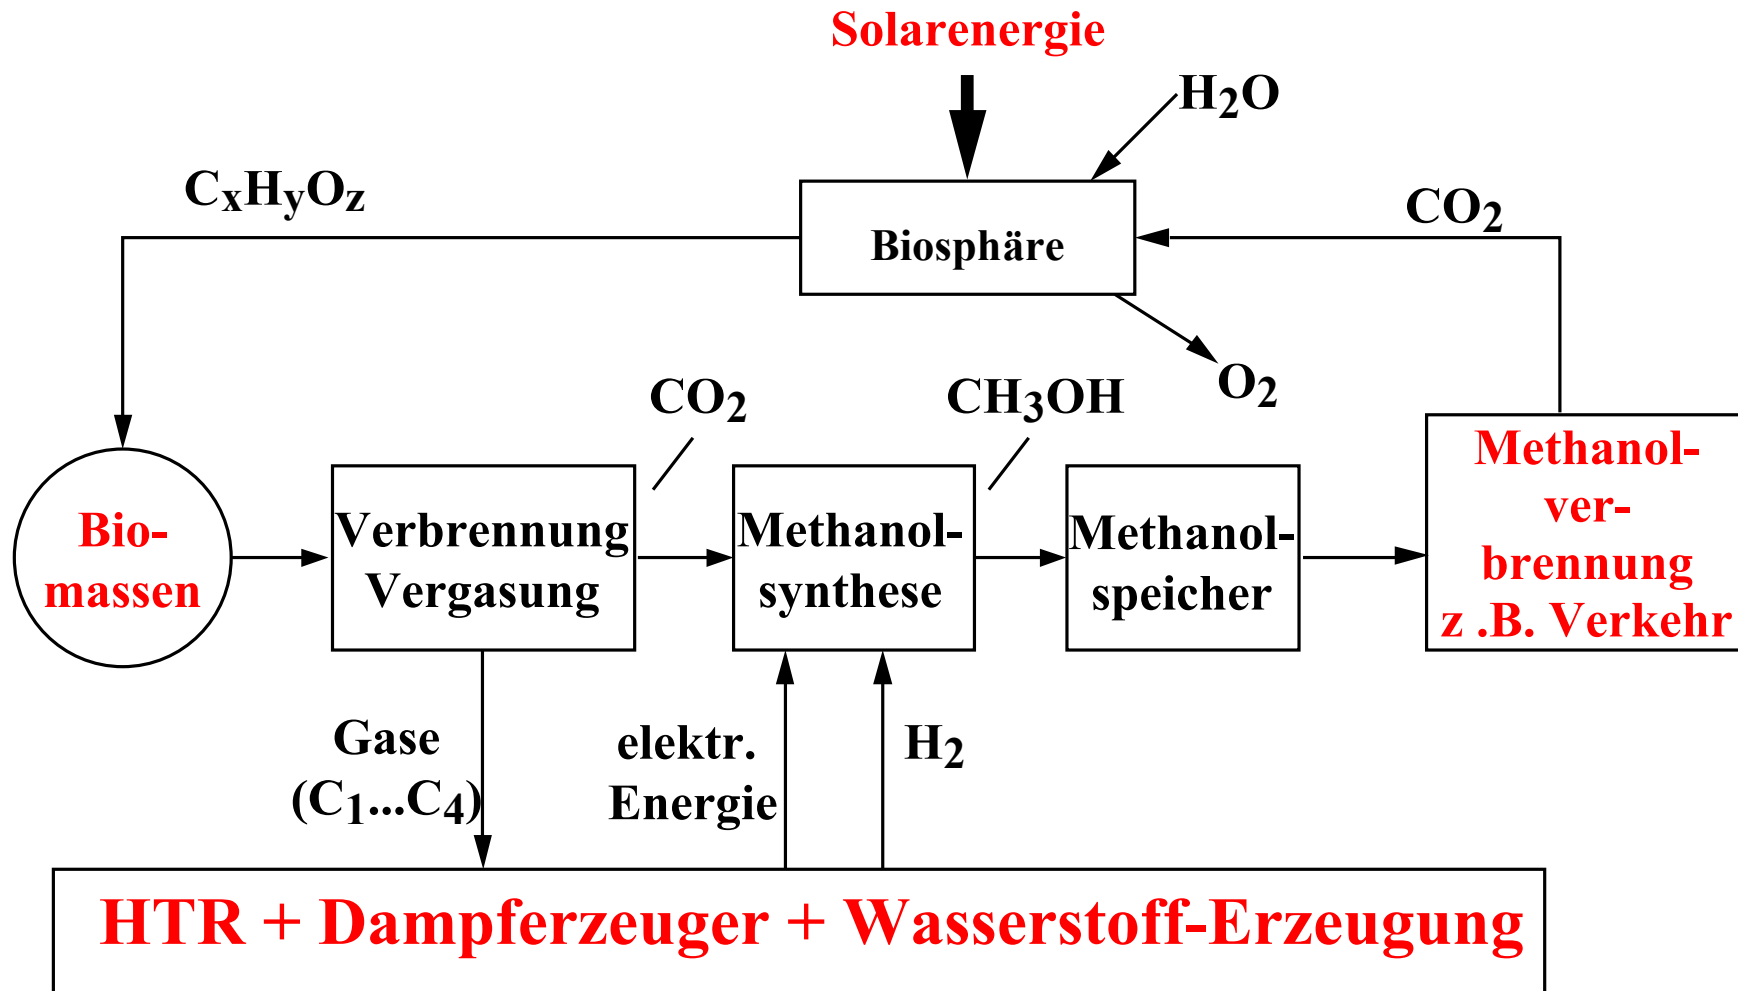 Solarenergie
H₂O
CₓHᵧO_z
CO₂
Biosphäre
O₂
CO₂
CH₃OH
Bio-
massen
Verbrennung
Vergasung
Methanol-
synthese
Methanol-
speicher
Methanol-
ver-
brennung
z .B. Verkehr
Gase
(C₁...C₄)
elektr.
Energie
H₂
HTR + Dampferzeuger + Wasserstoff-Erzeugung